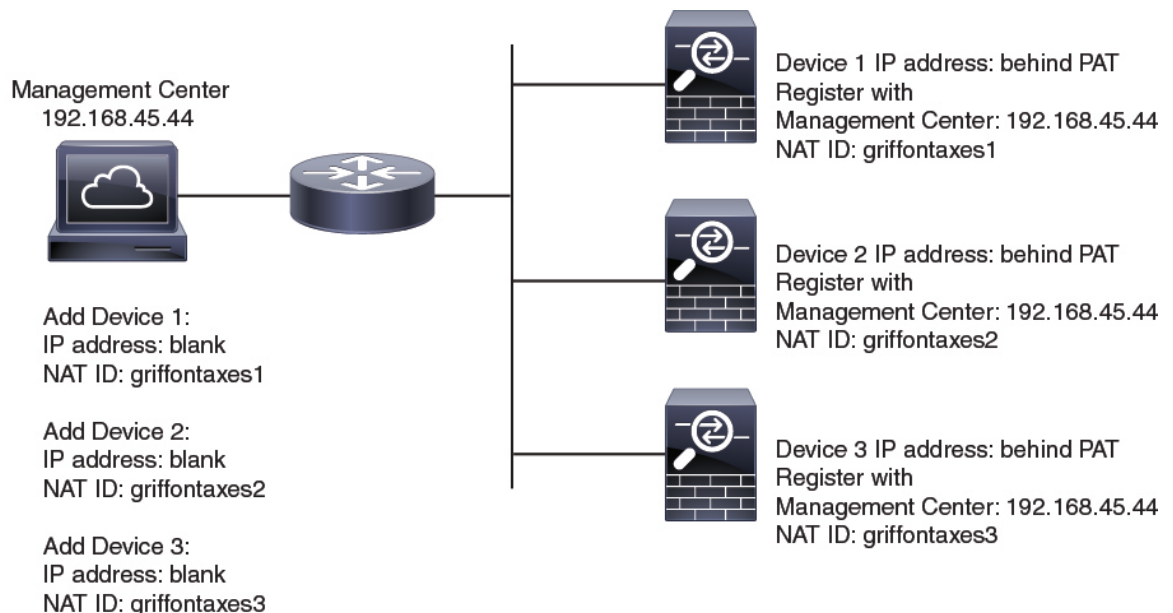 Management Center
192.168.45.44
Add Device 1:
IP address: blank
NAT ID: griffontaxes1
Add Device 2:
IP address: blank
NAT ID: griffontaxes2
Add Device 3:
IP address: blank
NAT ID: griffontaxes3
Device 1 IP address: behind PAT
Register with
Management Center: 192.168.45.44
NAT ID: griffontaxes1
Device 2 IP address: behind PAT
Register with
Management Center: 192.168.45.44
NAT ID: griffontaxes2
Device 3 IP address: behind PAT
Register with
Management Center: 192.168.45.44
NAT ID: griffontaxes3